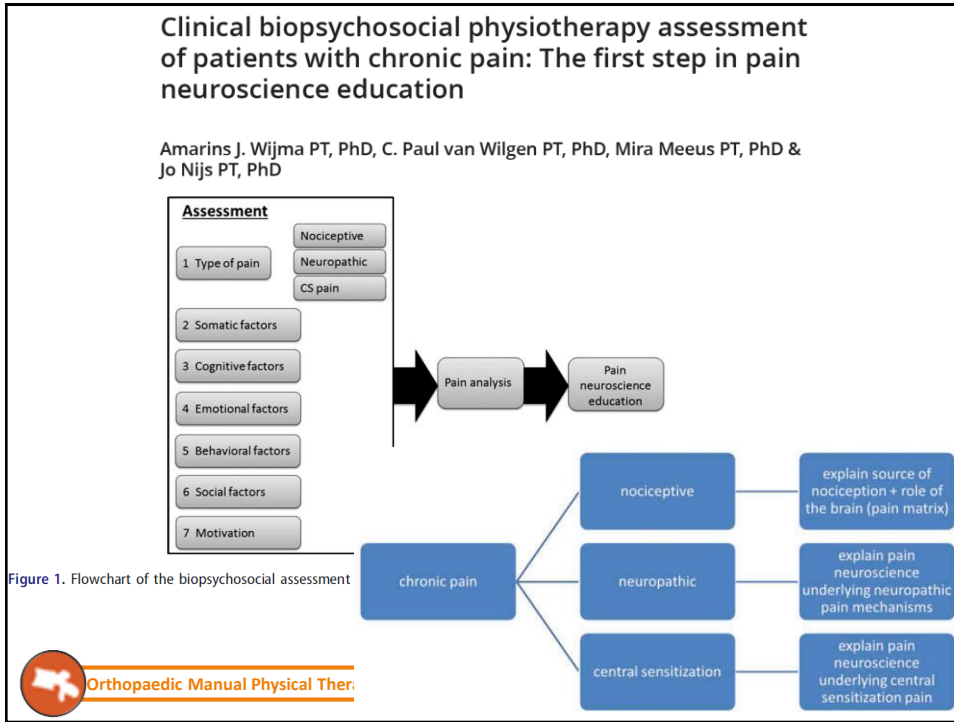 Clinical biopsychosocial physiotherapy assessment
of patients with chronic pain: The first step in pain
neuroscience education
Amarins J. Wijma PT, PhD, C. Paul van Wilgen PT, PhD, Mira Meeus PT, PhD &
Jo Nijs PT, PhD
Assessment
1 Type of pain
Nociceptive
Neuropathic
CS pain
2 Somatic factors
3 Cognitive factors
4 Emotional factors
5 Behavioral factors
6 Social factors
7 Motivation
Pain analysis
Pain
neuroscience
education
Figure 1. Flowchart of the biopsychosocial assessment
chronic pain
nociceptive
explain source of
nociception + role of
the brain (pain matrix)
neuropathic
explain pain
neuroscience
underlying neuropathic
pain mechanisms
central sensitization
explain pain
neuroscience
underlying central
sensitization pain
Orthopaedic Manual Physical